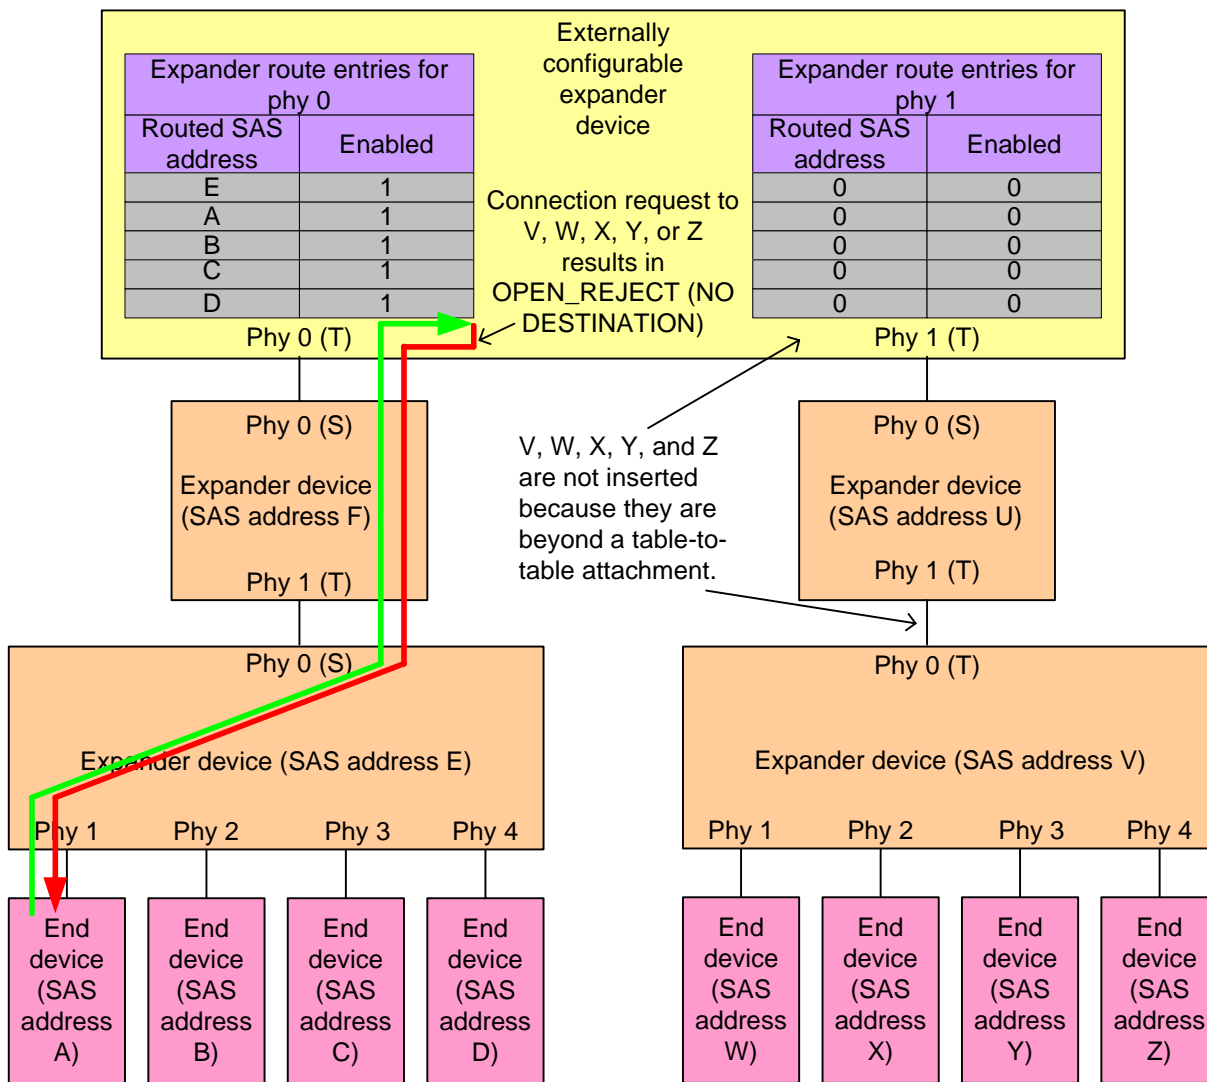 Externally
configurable
expander
device
Expander route entries for
phy 0
Routed SAS
address
Enabled
E 1
A 1
B 1
C 1
D 1
Expander route entries for
phy 1
Routed SAS
address
Enabled
0 0
0 0
0 0
0 0
0 0
Connection request to
V, W, X, Y, or Z
results in
OPEN_REJECT (NO
DESTINATION)
Phy 0 (T)
Phy 1 (T)
Phy 0 (S)
Expander device
(SAS address F)
Phy 1 (T)
V, W, X, Y, and Z
are not inserted
because they are
beyond a table-to-
table attachment.
Phy 0 (S)
Expander device
(SAS address U)
Phy 1 (T)
Phy 0 (S)
Expander device (SAS address E)
Phy 1 Phy 2 Phy 3 Phy 4
Phy 0 (T)
Expander device (SAS address V)
Phy 1 Phy 2 Phy 3 Phy 4
End
device
(SAS
address
A)
End
device
(SAS
address
B)
End
device
(SAS
address
C)
End
device
(SAS
address
D)
End
device
(SAS
address
W)
End
device
(SAS
address
X)
End
device
(SAS
address
Y)
End
device
(SAS
address
Z)